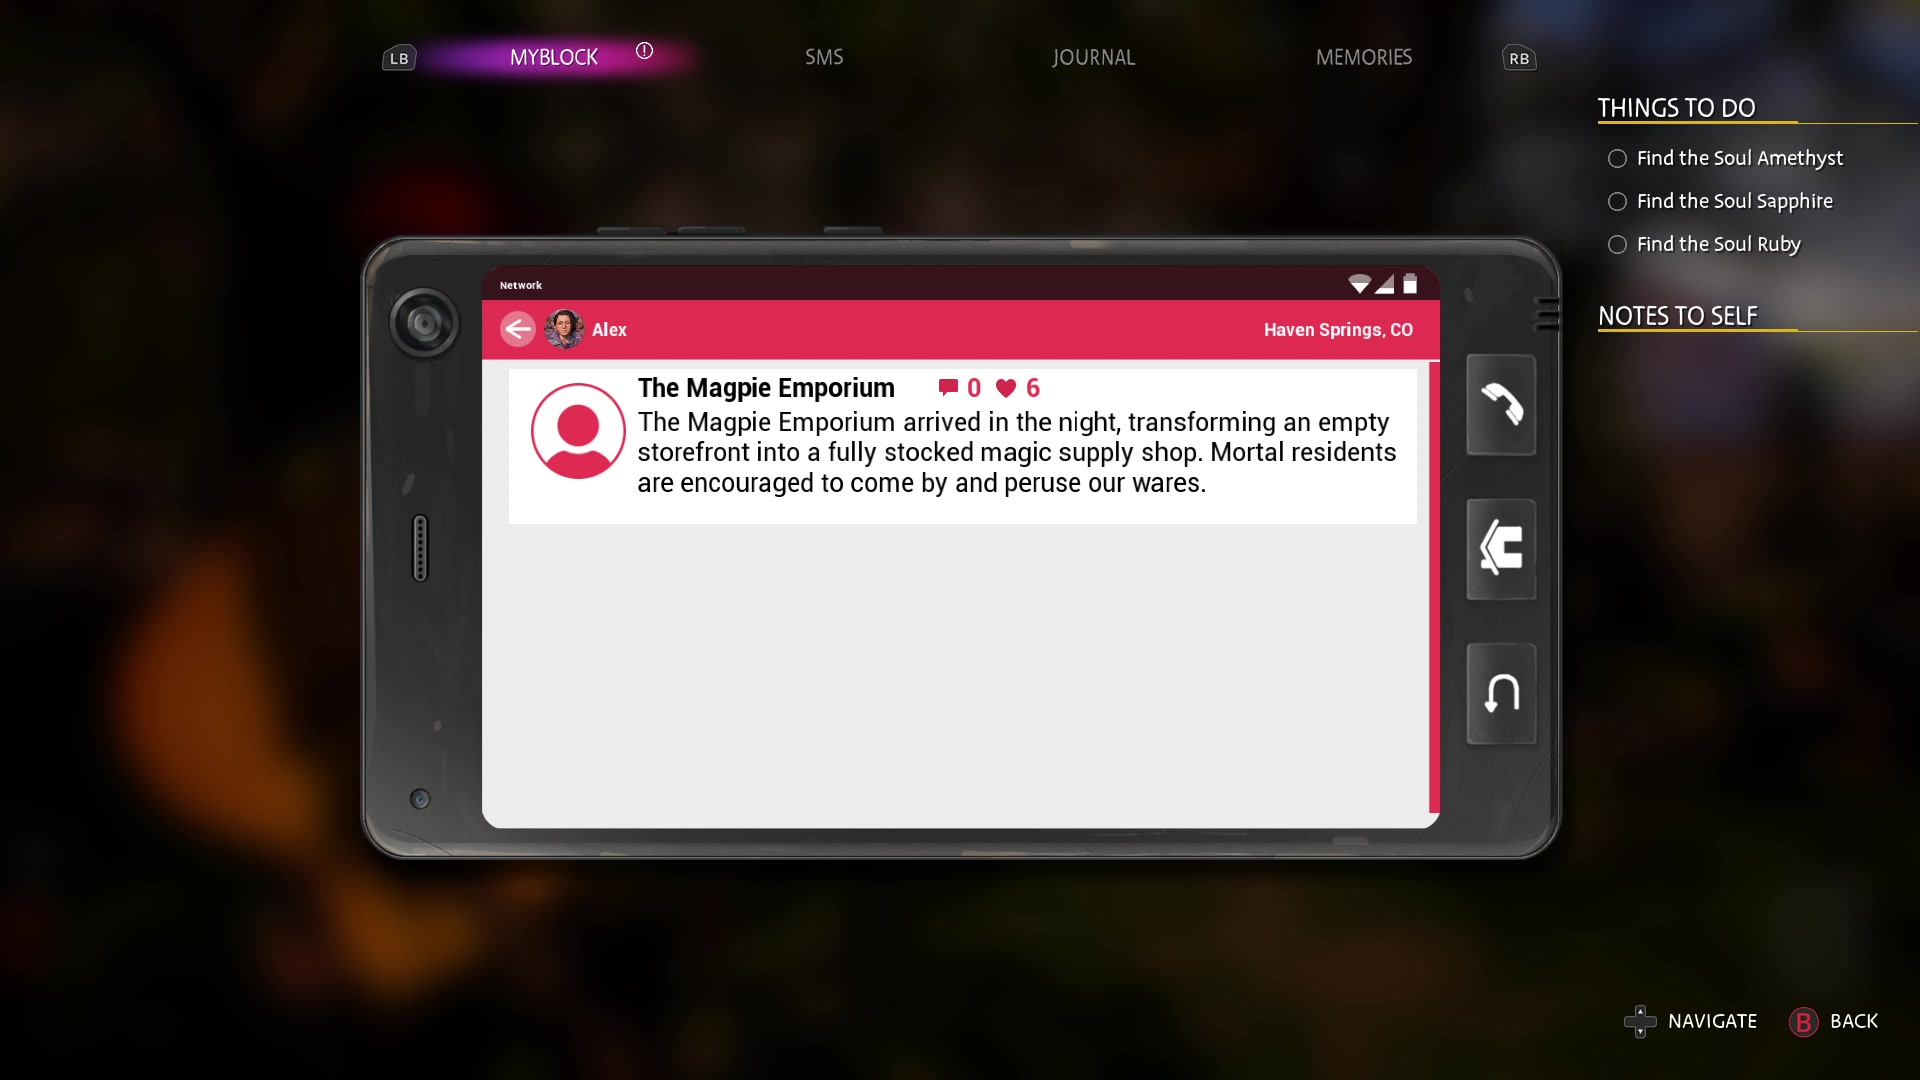 LB
MYBLOCK
SMS
JOURNAL
MEMORIES
RB
THINGS TO DO
Find the Soul Amethyst
Find the Soul Sapphire
Find the Soul Ruby
NOTES TO SELF
Network
Alex
Haven Springs, CO
The Magpie Emporium 0 6
The Magpie Emporium arrived in the night, transforming an empty
storefront into a fully stocked magic supply shop. Mortal residents
are encouraged to come by and peruse our wares.
NAVIGATE
B BACK